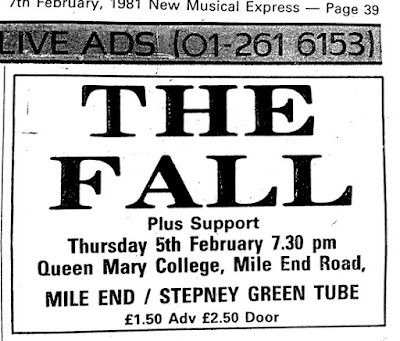 7th February, 1981 New Musical Express — Page 39
LIVE ADS (01-261 6153)
THE
FALL
Plus Support
Thursday 5th February 7.30 pm
Queen Mary College, Mile End Road,
MILE END / STEPNEY GREEN TUBE
£1.50 Adv £2.50 Door